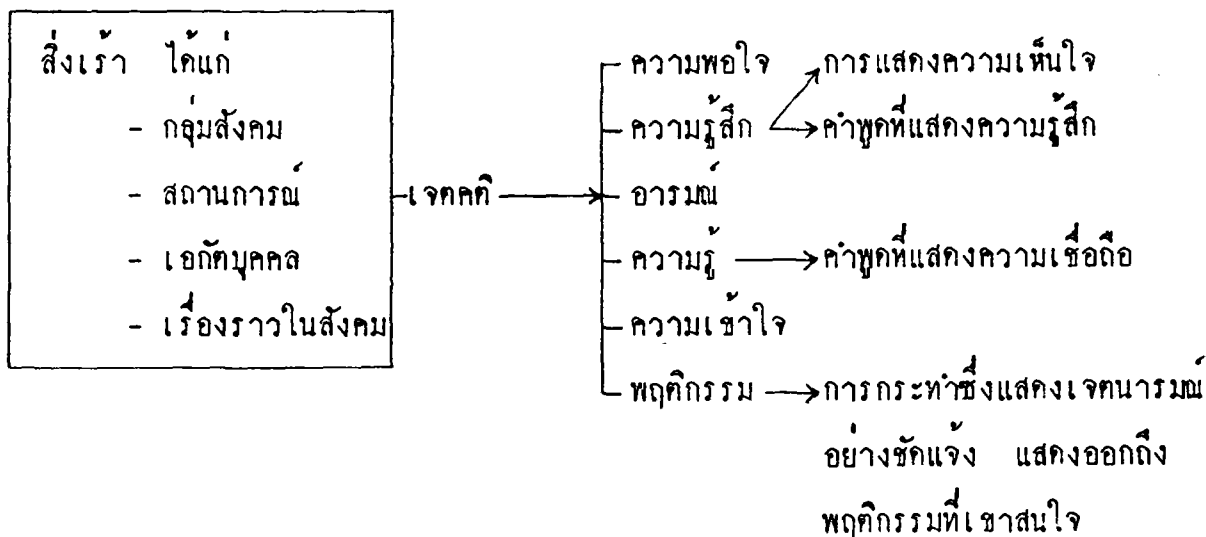 สิ่งเร้า ได้แก่
- กลุ่มสังคม
- สถานการณ์
- เอกัตบุคคล
- เรื่องราวในสังคม
เจตคติ
ความพอใจ
การแสดงความเห็นใจ
ความรู้สึก
คำพูดที่แสดงความรู้สึก
อารมณ์
ความรู้
คำพูดที่แสดงความเชื่อถือ
ความเข้าใจ
พฤติกรรม
การกระทำซึ่งแสดงเจตนารมณ์
อย่างชัดแจ้ง แสดงออกถึง
พฤติกรรมที่เขาสนใจ